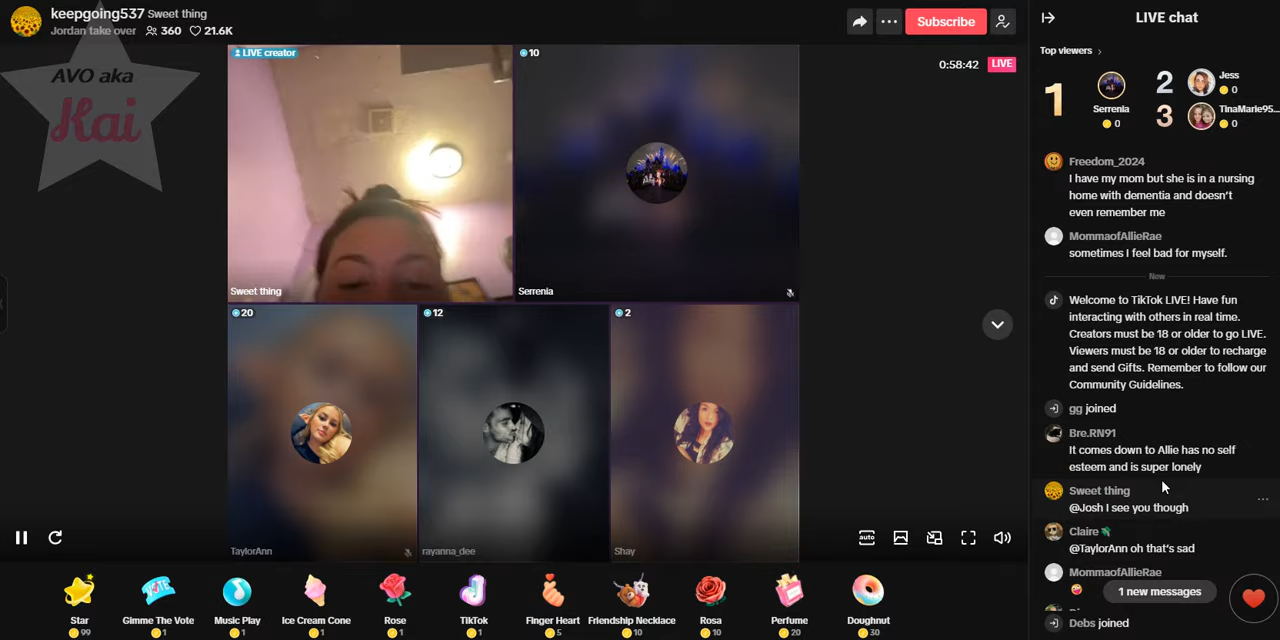 keepgoing537 Sweet thing
Jordan take over 360 21.6K
Subscribe
AVO aka
Kai
LIVE creator
10
0:58:42 LIVE
Sweet thing
Serrenia
20
12
2
TaylorAnn
rayanna_dee
Shay
auto
Star
99
Gimme The Vote
1
Music Play
1
Ice Cream Cone
1
Rose
1
TikTok
1
Finger Heart
5
Friendship Necklace
10
Rosa
10
Perfume
20
Doughnut
30
LIVE chat
Top viewers
1
Serrenia
0
2
Jess
0
3
TinaMarie95...
0
Freedom_2024
I have my mom but she is in a nursing
home with dementia and doesn't
even remember me
MommaofAllieRae
sometimes I feel bad for myself.
New
Welcome to TikTok LIVE! Have fun
interacting with others in real time.
Creators must be 18 or older to go LIVE.
Viewers must be 18 or older to recharge
and send Gifts. Remember to follow our
Community Guidelines.
gg joined
Bre.RN91
It comes down to Allie has no self
esteem and is super lonely
Sweet thing
@Josh I see you though
Claire
@TaylorAnn oh that's sad
MommaofAllieRae
1 new messages
Debs joined